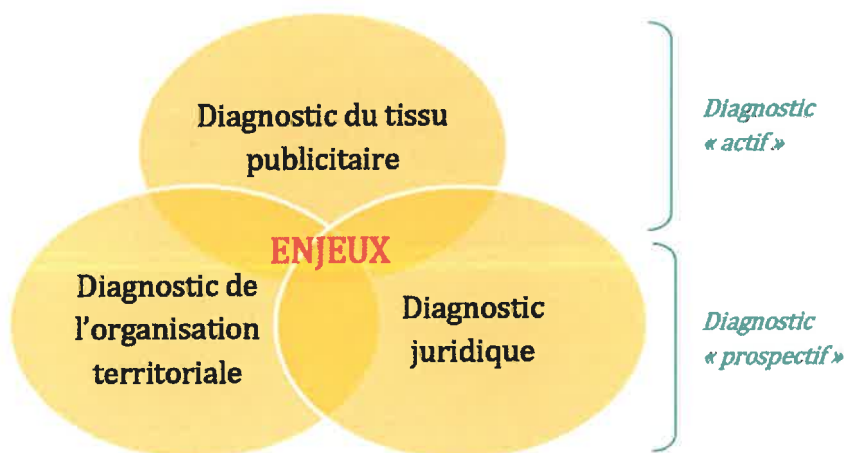 Diagnostic du tissu
publicitaire
Diagnostic
« actif »
ENJEUX
Diagnostic de
l'organisation
territoriale
Diagnostic
juridique
Diagnostic
« prospectif »